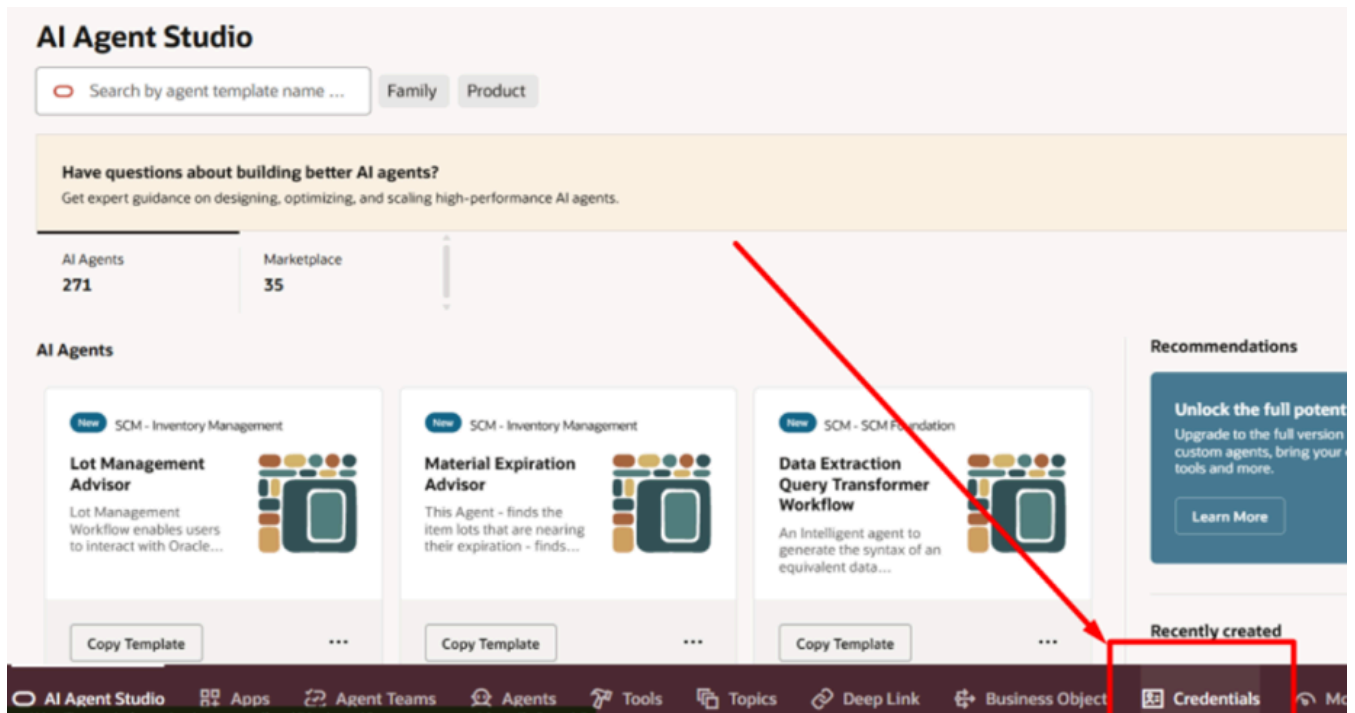 AI Agent Studio
Search by agent template name ...
Family
Product
Have questions about building better AI agents?
Get expert guidance on designing, optimizing, and scaling high-performance AI agents.
AI Agents
271
Marketplace
35
AI Agents
New
SCM - Inventory Management
Lot Management
Advisor
Lot Management
Workflow enables users
to interact with Oracle...
Copy Template
...
New
SCM - Inventory Management
Material Expiration
Advisor
This Agent - finds the
item lots that are nearing
their expiration - finds...
Copy Template
...
New
SCM - SCM Foundation
Data Extraction
Query Transformer
Workflow
An Intelligent agent to
generate the syntax of an
equivalent data...
Copy Template
...
Recommendations
Unlock the full potent
Upgrade to the full version
custom agents, bring your
tools and more.
Learn More
Recently created
AI Agent Studio
Apps
Agent Teams
Agents
Tools
Topics
Deep Link
Business Object
Credentials